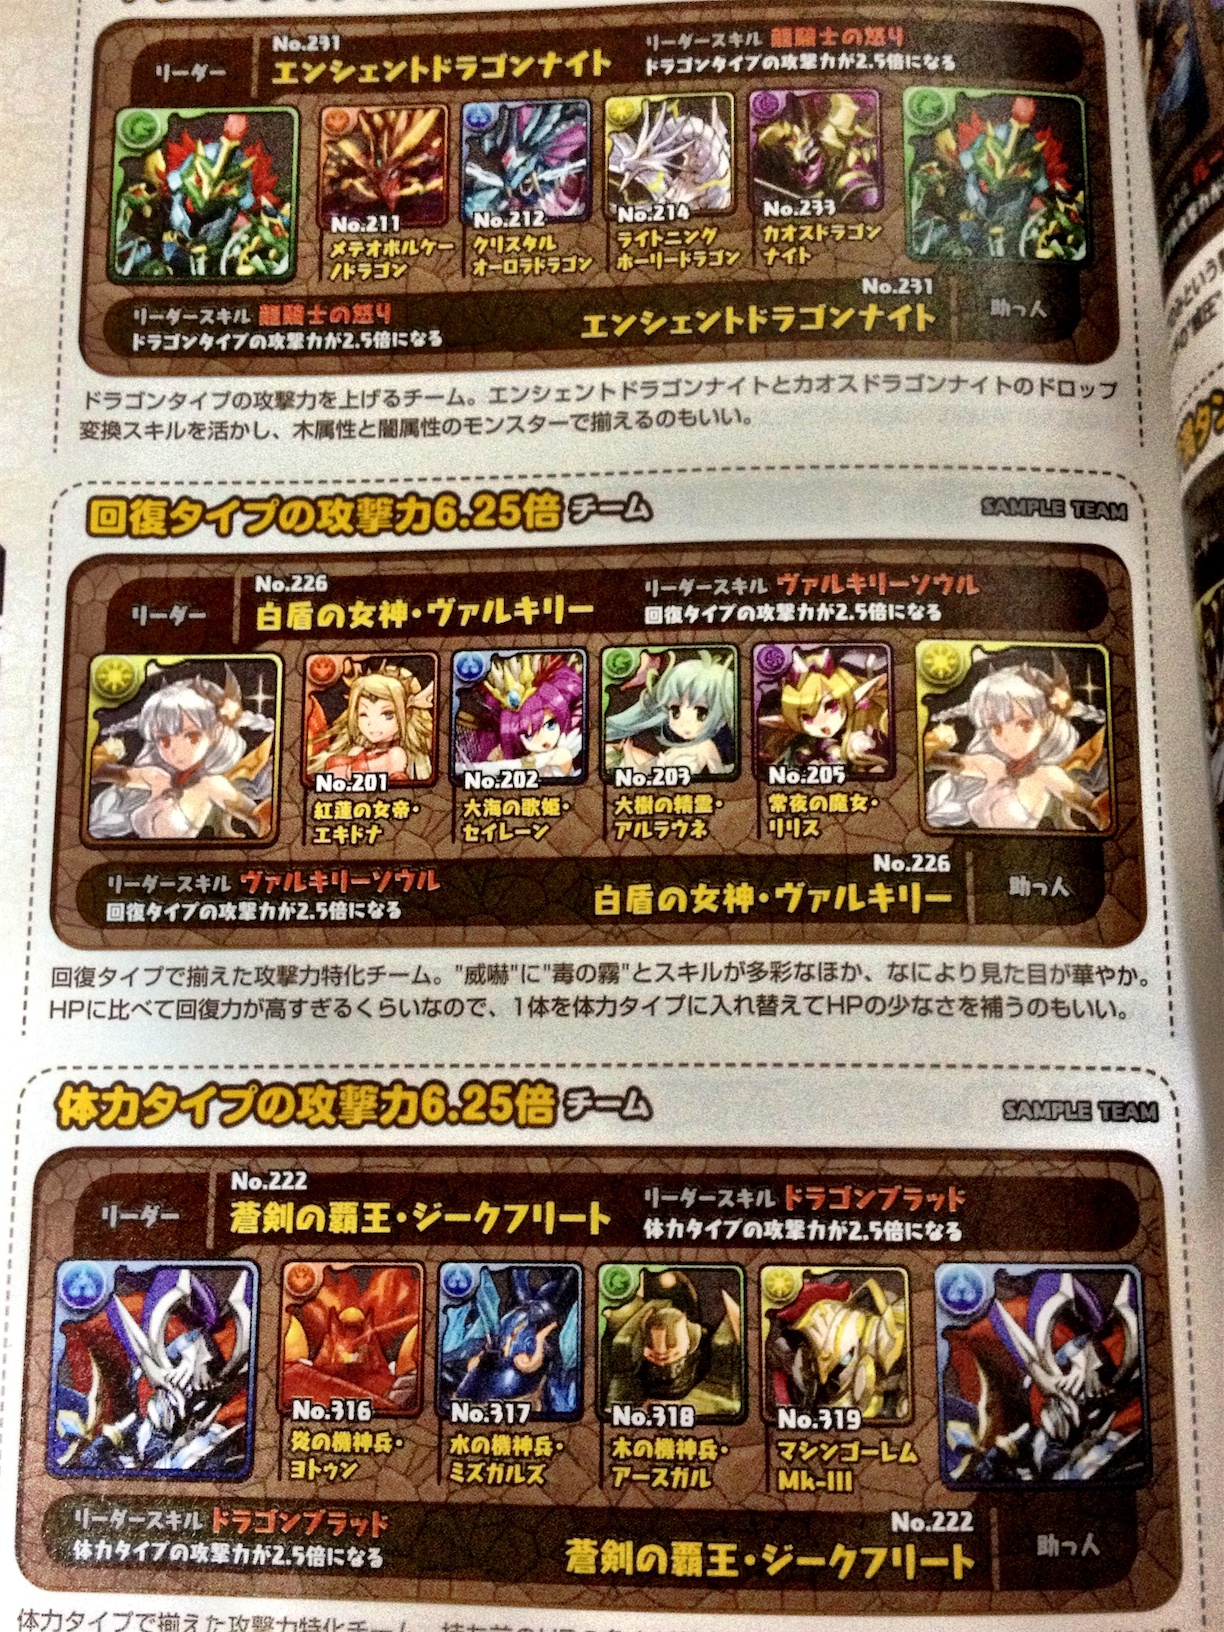 No.231
リーダー
エンシェントドラゴンナイト
リーダースキル 龍騎士の怒り
ドラゴンタイプの攻撃力が2.5倍になる
No.211
メテオボルケー
ノドラゴン
No.212
クリスタル
オーロラドラゴン
No.214
ライトニング
ホーリードラゴン
No.233
カオスドラゴン
ナイト
リーダースキル 龍騎士の怒り
ドラゴンタイプの攻撃力が2.5倍になる
No.231
エンシェントドラゴンナイト
助っ人
ドラゴンタイプの攻撃力を上げるチーム。エンシェントドラゴンナイトとカオスドラゴンナイトのドロップ
変換スキルを活かし、木属性と闇属性のモンスターで揃えるのもいい。
回復タイプの攻撃力6.25倍チーム
SAMPLE TEAM
リーダー
No.226
白盾の女神・ヴァルキリー
リーダースキル ヴァルキリーソウル
回復タイプの攻撃力が2.5倍になる
No.201
紅蓮の女帝・
エキドナ
No.202
大海の歌姫・
セイレーン
No.203
大樹の精霊・
アルラウネ
No.205
常夜の魔女・
リリス
リーダースキル ヴァルキリーソウル
回復タイプの攻撃力が2.5倍になる
No.226
白盾の女神・ヴァルキリー
助っ人
回復タイプで揃えた攻撃力特化チーム。"威嚇"に"毒の霧"とスキルが多彩なほか、なにより見た目が華やか。
HPに比べて回復力が高すぎるくらいなので、1体を体力タイプに入れ替えてHPの少なさを補うのもいい。
体力タイプの攻撃力6.25倍チーム
SAMPLE TEAM
リーダー
No.222
蒼剣の覇王・ジークフリート
リーダースキル ドラゴンブラッド
体力タイプの攻撃力が2.5倍になる
No.316
炎の機神兵・
ヨトゥン
No.317
水の機神兵・
ミズガルズ
No.318
木の機神兵・
アースガル
No.319
マシンゴーレム
Mk-III
リーダースキル ドラゴンブラッド
体力タイプの攻撃力が2.5倍になる
No.222
蒼剣の覇王・ジークフリート
助っ人
体力タイプで揃えた攻撃力特化チーム。